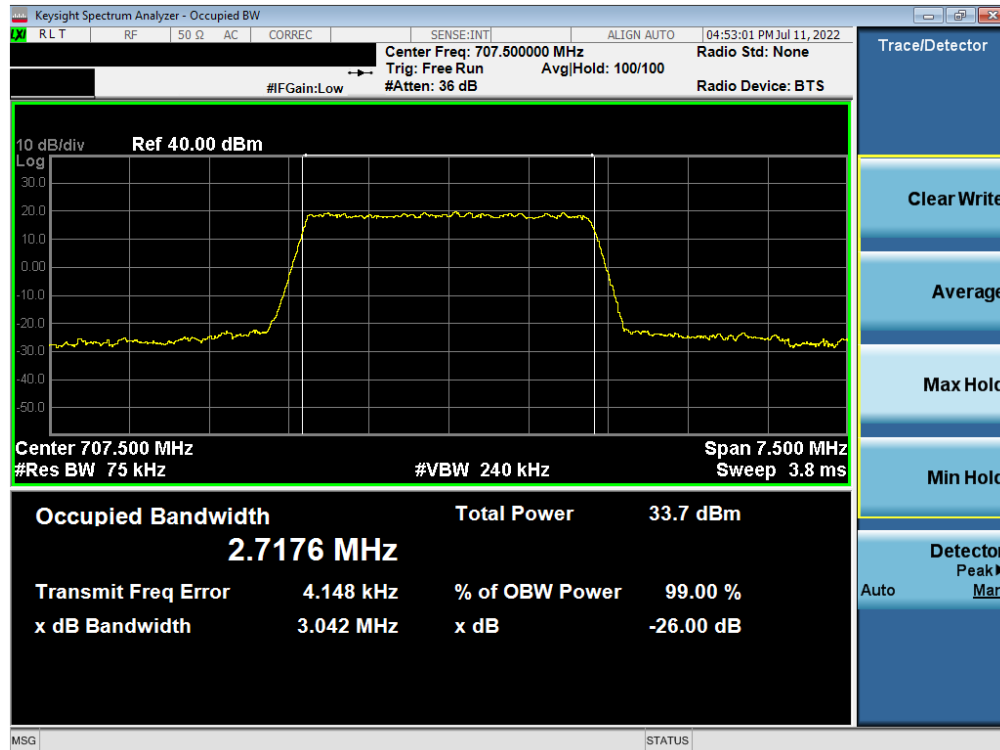 Keysight Spectrum Analyzer - Occupied BW
LXI RLT RF 50 Ω AC CORREC SENSE:INT ALIGN AUTO 04:53:01 PM Jul 11, 2022
Center Freq: 707.500000 MHz Radio Std: None
Trig: Free Run Avg|Hold: 100/100
#IFGain:Low #Atten: 36 dB Radio Device: BTS
Trace/Detector
10 dB/div Ref 40.00 dBm
Log
30.0
20.0
10.0
0.00
-10.0
-20.0
-30.0
-40.0
-50.0
Center 707.500 MHz Span 7.500 MHz
#Res BW 75 kHz #VBW 240 kHz Sweep 3.8 ms
Occupied Bandwidth Total Power 33.7 dBm
2.7176 MHz
Transmit Freq Error 4.148 kHz % of OBW Power 99.00 %
x dB Bandwidth 3.042 MHz x dB -26.00 dB
Clear Write
Average
Max Hold
Min Hold
Detector
Peak
Auto Man
MSG STATUS